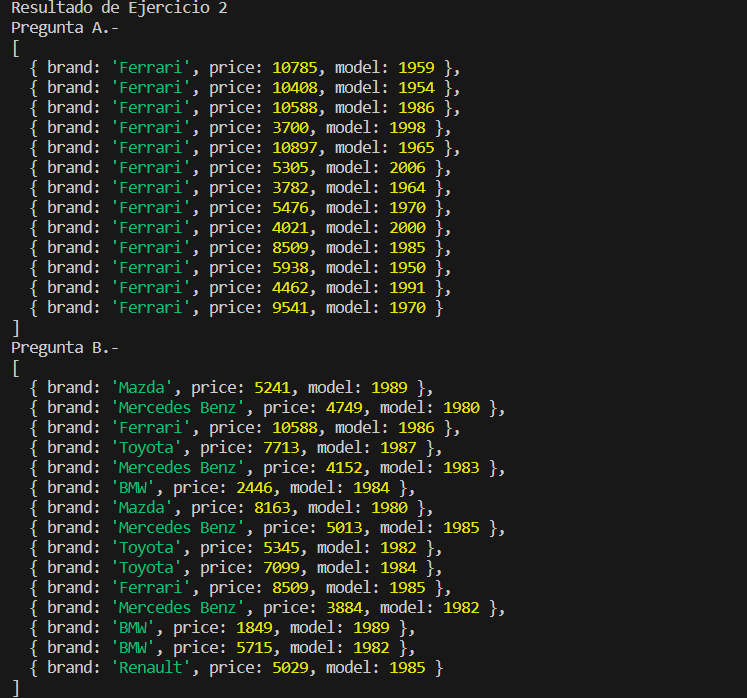 Resultado de Ejercicio 2
Pregunta A.-
[
  { brand: 'Ferrari', price: 10785, model: 1959 },
  { brand: 'Ferrari', price: 10408, model: 1954 },
  { brand: 'Ferrari', price: 10588, model: 1986 },
  { brand: 'Ferrari', price: 3700, model: 1998 },
  { brand: 'Ferrari', price: 10897, model: 1965 },
  { brand: 'Ferrari', price: 5305, model: 2006 },
  { brand: 'Ferrari', price: 3782, model: 1964 },
  { brand: 'Ferrari', price: 5476, model: 1970 },
  { brand: 'Ferrari', price: 4021, model: 2000 },
  { brand: 'Ferrari', price: 8509, model: 1985 },
  { brand: 'Ferrari', price: 5938, model: 1950 },
  { brand: 'Ferrari', price: 4462, model: 1991 },
  { brand: 'Ferrari', price: 9541, model: 1970 }
]
Pregunta B.-
[
  { brand: 'Mazda', price: 5241, model: 1989 },
  { brand: 'Mercedes Benz', price: 4749, model: 1980 },
  { brand: 'Ferrari', price: 10588, model: 1986 },
  { brand: 'Toyota', price: 7713, model: 1987 },
  { brand: 'Mercedes Benz', price: 4152, model: 1983 },
  { brand: 'BMW', price: 2446, model: 1984 },
  { brand: 'Mazda', price: 8163, model: 1980 },
  { brand: 'Mercedes Benz', price: 5013, model: 1985 },
  { brand: 'Toyota', price: 5345, model: 1982 },
  { brand: 'Toyota', price: 7099, model: 1984 },
  { brand: 'Ferrari', price: 8509, model: 1985 },
  { brand: 'Mercedes Benz', price: 3884, model: 1982 },
  { brand: 'BMW', price: 1849, model: 1989 },
  { brand: 'BMW', price: 5715, model: 1982 },
  { brand: 'Renault', price: 5029, model: 1985 }
]